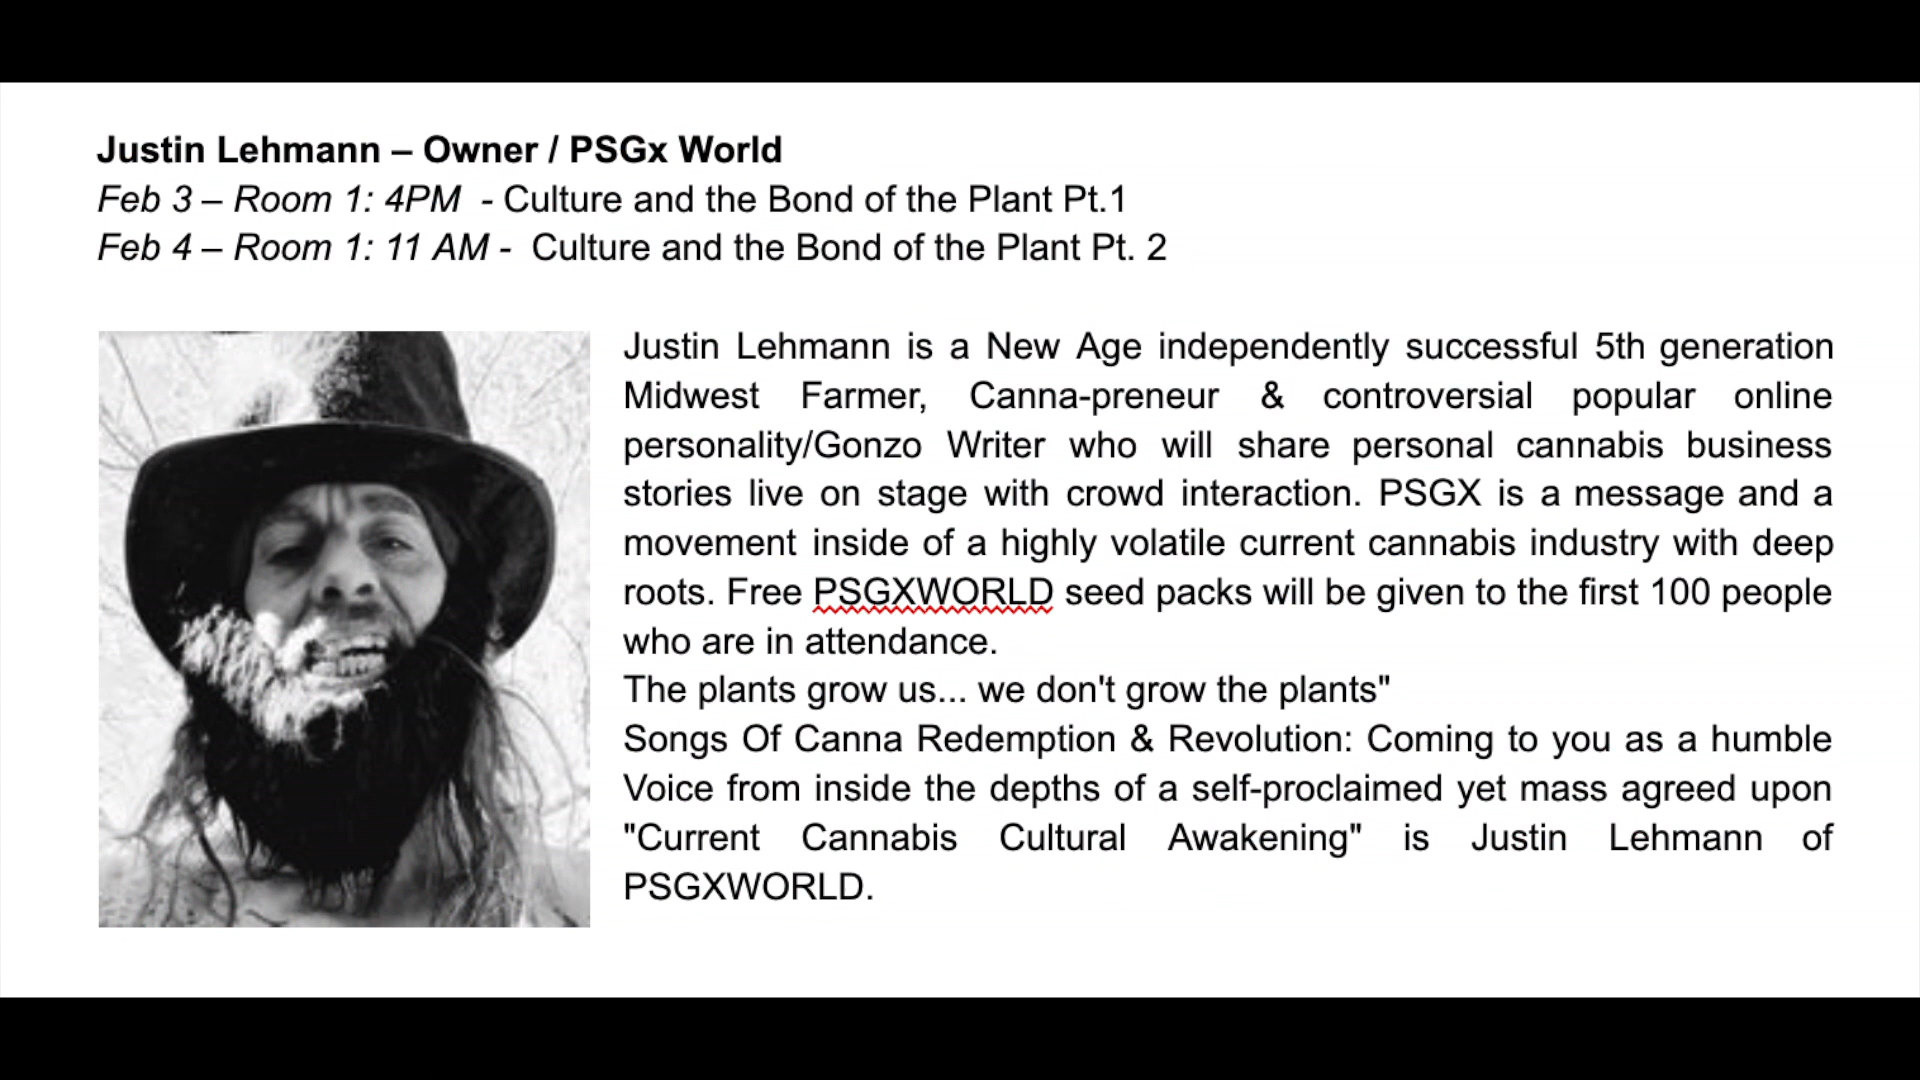 Justin Lehmann – Owner / PSGx World
Feb 3 – Room 1: 4PM  - Culture and the Bond of the Plant Pt.1
Feb 4 – Room 1: 11 AM -  Culture and the Bond of the Plant Pt. 2
Justin Lehmann is a New Age independently successful 5th generation
Midwest Farmer, Canna-preneur & controversial popular online
personality/Gonzo Writer who will share personal cannabis business
stories live on stage with crowd interaction. PSGX is a message and a
movement inside of a highly volatile current cannabis industry with deep
roots. Free PSGXWORLD seed packs will be given to the first 100 people
who are in attendance.
The plants grow us... we don't grow the plants"
Songs Of Canna Redemption & Revolution: Coming to you as a humble
Voice from inside the depths of a self-proclaimed yet mass agreed upon
"Current Cannabis Cultural Awakening" is Justin Lehmann of
PSGXWORLD.